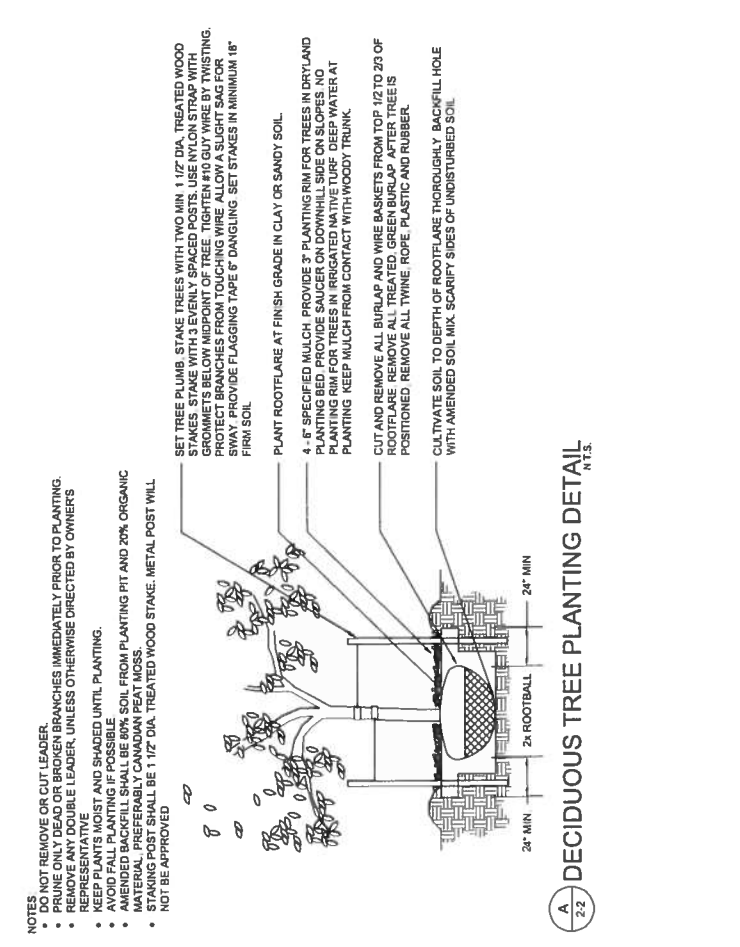 NOTES:
• DO NOT REMOVE OR CUT LEADER.
• PRUNE ONLY DEAD OR BROKEN BRANCHES IMMEDIATELY PRIOR TO PLANTING.
• REMOVE ANY DOUBLE LEADER, UNLESS OTHERWISE DIRECTED BY OWNER'S
REPRESENTATIVE
• KEEP PLANTS MOIST AND SHADED UNTIL PLANTING.
• AVOID FALL PLANTING IF POSSIBLE
• AMENDED BACKFILL SHALL BE 80% SOIL FROM PLANTING PIT AND 20% ORGANIC
MATERIAL, PREFERABLY CANADIAN PEAT MOSS.
• STAKING POST SHALL BE 1 1/2" DIA. TREATED WOOD STAKE. METAL POST WILL
NOT BE APPROVED
SET TREE PLUMB. STAKE TREES WITH TWO MIN. 1 1/2" DIA, TREATED WOOD
STAKES. STAKE WITH 3 EVENLY SPACED POSTS. USE NYLON STRAP WITH
GROMMETS BELOW MIDPOINT OF TREE. TIGHTEN #10 GUY WIRE BY TWISTING.
PROTECT BRANCHES FROM TOUCHING WIRE ALLOW A SLIGHT SAG FOR
SWAY. PROVIDE FLAGGING TAPE 6" DANGLING SET STAKES IN MINIMUM 18"
FIRM SOIL
PLANT ROOTFLARE AT FINISH GRADE IN CLAY OR SANDY SOIL.
4 - 6" SPECIFIED MULCH PROVIDE 3" PLANTING RIM FOR TREES IN DRYLAND
PLANTING BED. PROVIDE SAUCER ON DOWNHILL SIDE ON SLOPES. NO
PLANTING RIM FOR TREES IN IRRIGATED NATIVE TURF DEEP WATER AT
PLANTING KEEP MULCH FROM CONTACT WITH WOODY TRUNK.
CUT AND REMOVE ALL BURLAP AND WIRE BASKETS FROM TOP 1/2 TO 2/3 OF
ROOTFLARE. REMOVE ALL TREATED, GREEN BURLAP AFTER TREE IS
POSITIONED, REMOVE ALL TWINE, ROPE, PLASTIC AND RUBBER.
CULTIVATE SOIL TO DEPTH OF ROOTFLARE THOROUGHLY BACKFILL HOLE
WITH AMENDED SOIL MIX. SCARIFY SIDES OF UNDISTURBED SOIL
24" MIN
2x ROOTBALL
24" MIN
A
2-2
DECIDUOUS TREE PLANTING DETAIL
N.T.S.